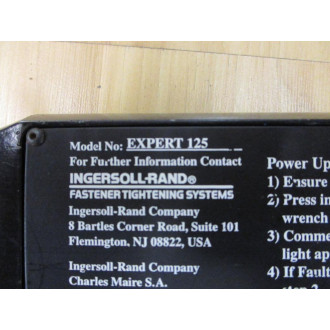 Model No: EXPERT 125
For Further Information Contact
INGERSOLL-RAND®
FASTENER TIGHTENING SYSTEMS
Ingersoll-Rand Company
8 Bartles Corner Road, Suite 101
Flemington, NJ 08822, USA
Ingersoll-Rand Company
Charles Maire S.A.
Power Up
1) Ensure
2) Press in
wrench
3) Comme
light ap
4) If Fault